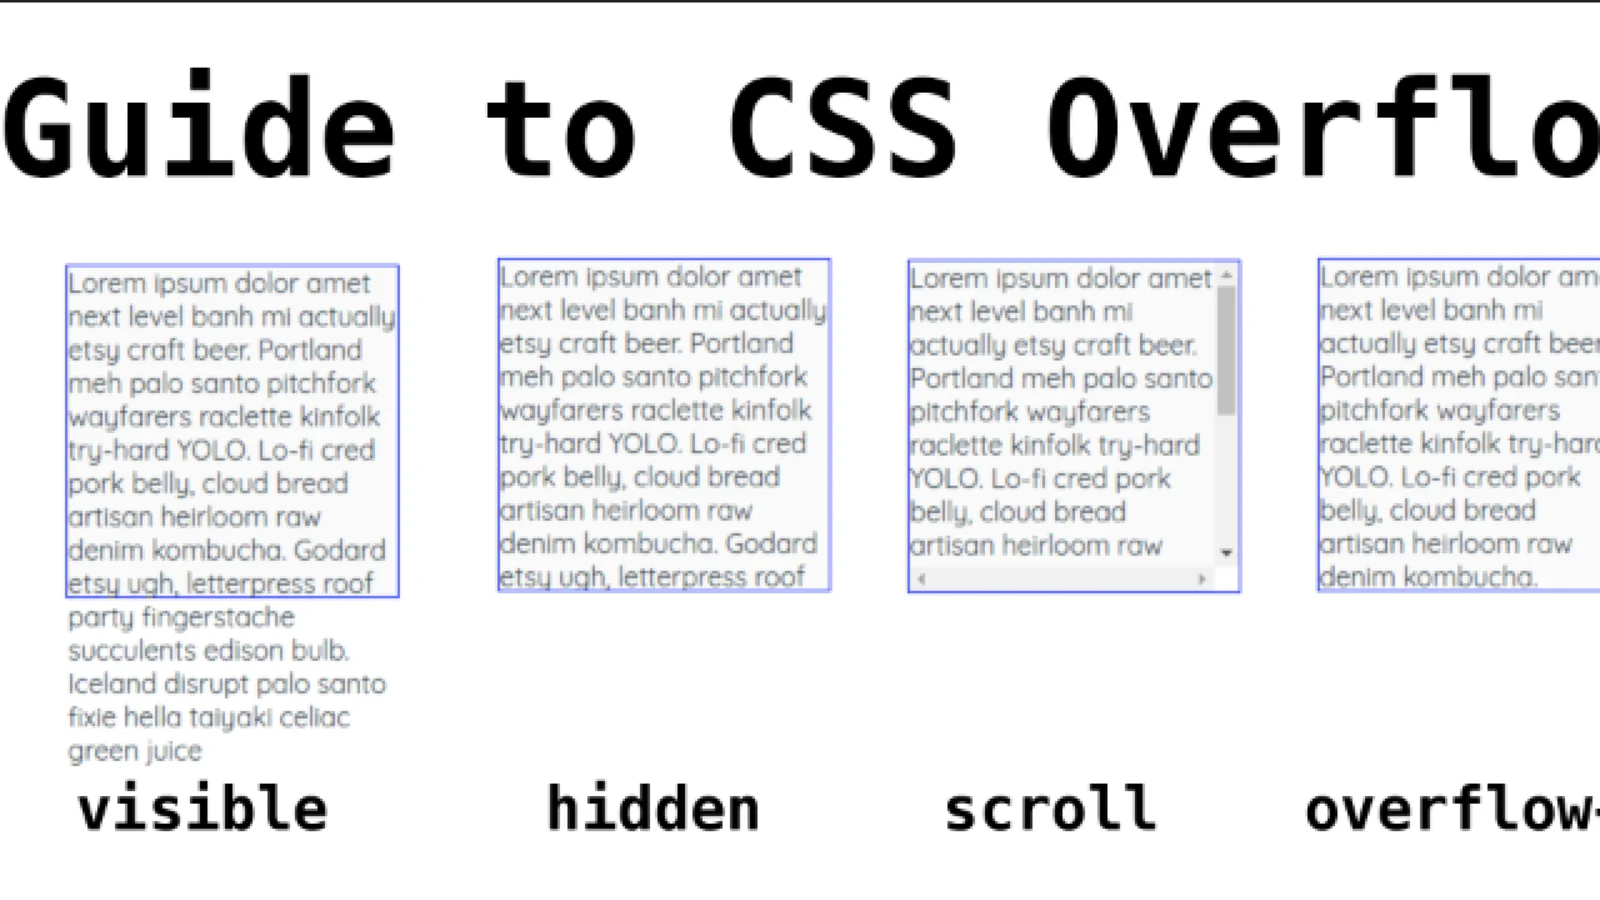 Guide to CSS Overflo
Lorem ipsum dolor amet
next level banh mi actually
etsy craft beer. Portland
meh palo santo pitchfork
wayfarers raclette kinfolk
try-hard YOLO. Lo-fi cred
pork belly, cloud bread
artisan heirloom raw
denim kombucha. Godard
etsy ugh, letterpress roof
party fingerstache
succulents edison bulb.
Iceland disrupt palo santo
fixie hella taiyaki celiac
green juice
visible
Lorem ipsum dolor amet
next level banh mi actually
etsy craft beer. Portland
meh palo santo pitchfork
wayfarers raclette kinfolk
try-hard YOLO. Lo-fi cred
pork belly, cloud bread
artisan heirloom raw
denim kombucha. Godard
etsy ugh, letterpress roof
hidden
Lorem ipsum dolor amet
next level banh mi
actually etsy craft beer.
Portland meh palo santo
pitchfork wayfarers
raclette kinfolk try-hard
YOLO. Lo-fi cred pork
belly, cloud bread
artisan heirloom raw
scroll
Lorem ipsum dolor am
next level banh mi
actually etsy craft beer
Portland meh palo san
pitchfork wayfarers
raclette kinfolk try-hard
YOLO. Lo-fi cred pork
belly, cloud bread
artisan heirloom raw
denim kombucha.
overflow-